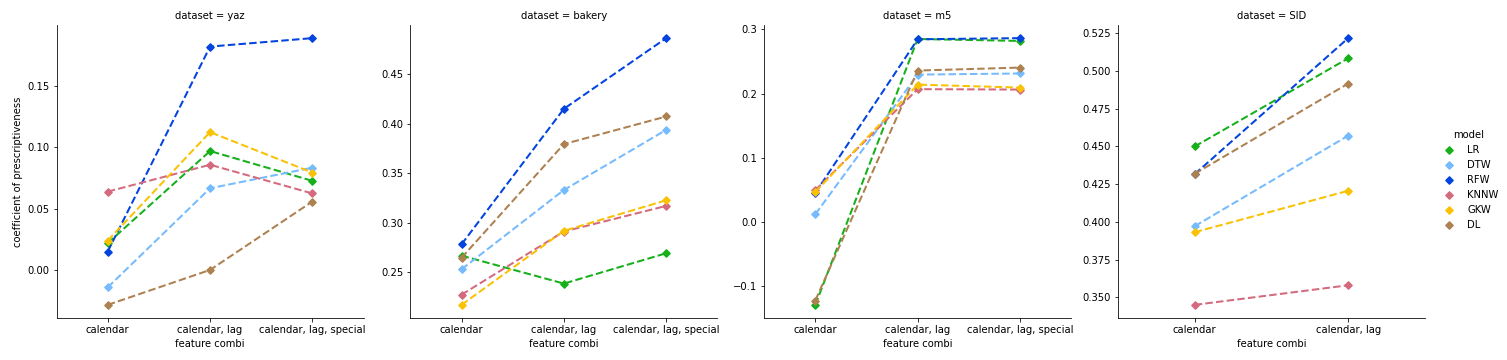 dataset = yaz
coefficient of prescriptiveness
0.15
0.10
0.05
0.00
calendar
calendar, lag
calendar, lag, special
feature combi
dataset = bakery
0.45
0.40
0.35
0.30
0.25
calendar
calendar, lag
calendar, lag, special
feature combi
dataset = m5
0.3
0.2
0.1
0.0
−0.1
calendar
calendar, lag
calendar, lag, special
feature combi
dataset = SID
0.525
0.500
0.475
0.450
0.425
0.400
0.375
0.350
calendar
calendar, lag
feature combi
model
LR
DTW
RFW
KNNW
GKW
DL